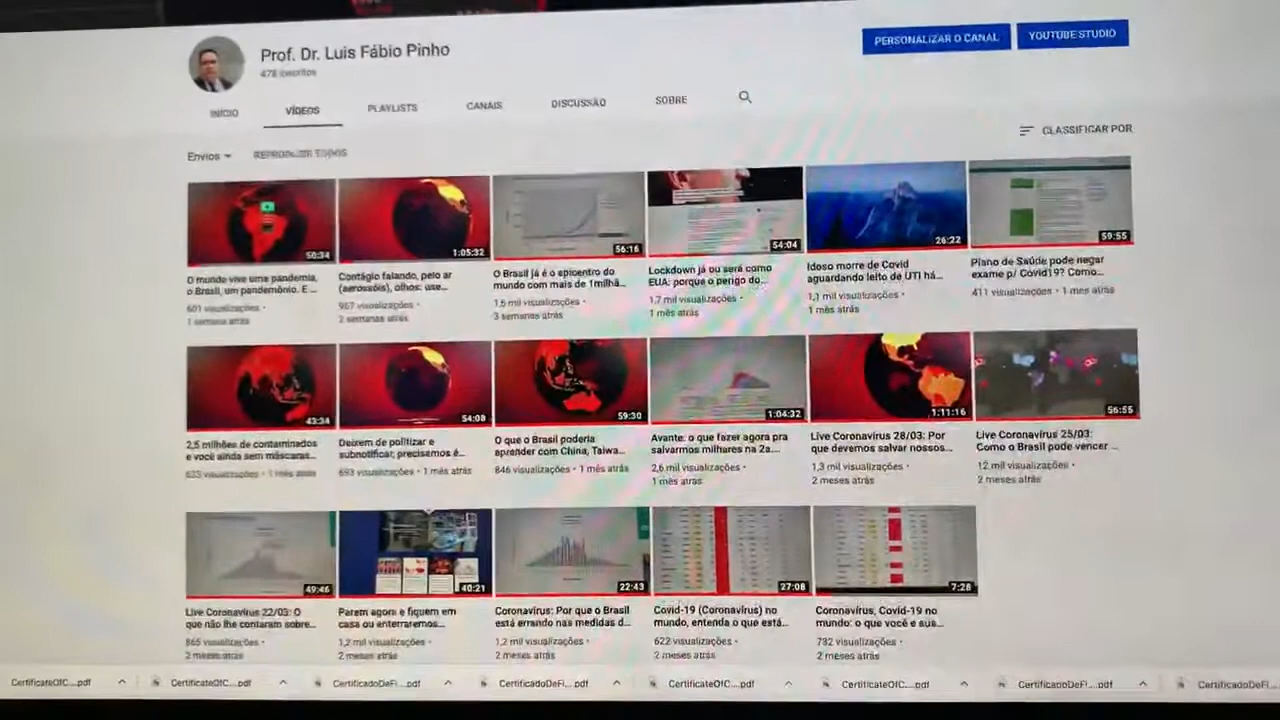 Prof. Dr. Luis Fábio Pinho
478 inscritos
PERSONALIZAR O CANAL
YOUTUBE STUDIO
INÍCIO
VÍDEOS
PLAYLISTS
CANAIS
DISCUSSÃO
SOBRE
CLASSIFICAR POR
Envios
REPRODUZIR TODOS
50:34
1:05:32
56:16
54:04
26:22
59:55
O mundo vive uma pandemia,
o Brasil, um pandemônio. E ...
601 visualizações •
1 semana atrás
Contágio falando, pelo ar
(aerossóis), olhos: use...
967 visualizações •
2 semanas atrás
O Brasil já é o epicentro do
mundo com mais de 1milhã...
1,6 mil visualizações •
3 semanas atrás
Lockdown já ou será como
EUA: porque o perigo do...
1,7 mil visualizações •
1 mês atrás
Idoso morre de Covid
aguardando leito de UTI há...
1,1 mil visualizações •
1 mês atrás
Plano de Saúde pode negar
exame p/ Covid19? Como...
411 visualizações • 1 mês atrás
43:34
54:08
59:30
1:04:32
1:11:16
56:55
2,5 milhões de contaminados
e você ainda sem máscaras...
633 visualizações • 1 mês atrás
Deixem de politizar e
subnotificar, precisamos é...
693 visualizações • 1 mês atrás
O que o Brasil poderia
aprender com China, Taiwa...
846 visualizações • 1 mês atrás
Avante: o que fazer agora pra
salvarmos milhares na 2a...
2,6 mil visualizações •
1 mês atrás
Live Coronavírus 28/03: Por
que devemos salvar nossos...
1,3 mil visualizações •
2 meses atrás
Live Coronavírus 25/03:
Como o Brasil pode vencer ...
12 mil visualizações •
2 meses atrás
49:46
40:21
22:43
27:08
7:28
Live Coronavírus 22/03: O
que não lhe contaram sobre...
865 visualizações •
2 meses atrás
Parem agora e fiquem em
casa ou enterraremos...
1,2 mil visualizações •
2 meses atrás
Coronavírus: Por que o Brasil
está errando nas medidas d...
1,2 mil visualizações •
2 meses atrás
Covid-19 (Coronavírus) no
mundo, entenda o que está...
622 visualizações •
2 meses atrás
Coronavírus, Covid-19 no
mundo: o que você e sua...
782 visualizações •
2 meses atrás
CertificateOfC....pdf
CertificateOfC....pdf
CertificadoDeFi....pdf
CertificadoDeFi....pdf
CertificateOfC....pdf
CertificateOfC....pdf
CertificadoDeFi....pdf
CertificadoDeFi...